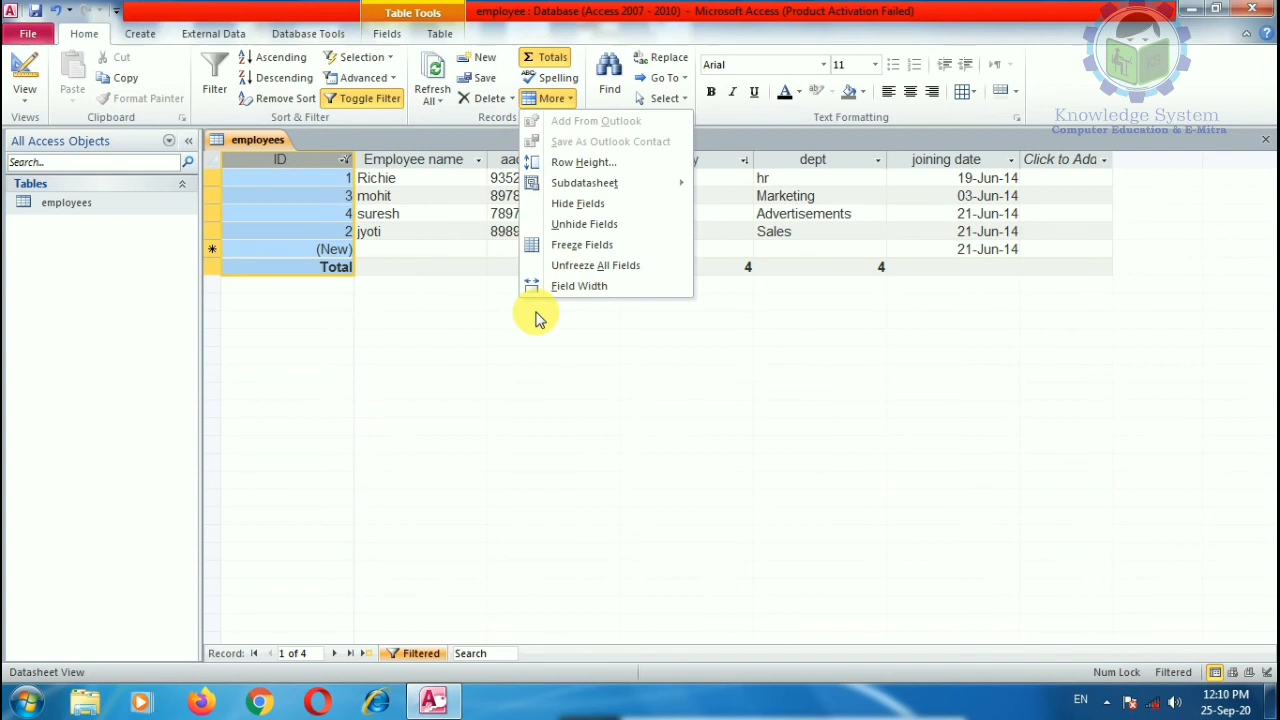 Table Tools
employee : Database (Access 2007 - 2010) - Microsoft Access (Product Activation Failed)
File Home Create External Data Database Tools Fields Table
View
Views
Paste
Cut
Copy
Format Painter
Clipboard
Filter
Ascending
Descending
Remove Sort
Selection
Advanced
Toggle Filter
Sort & Filter
Refresh
All
New
Save
Delete
Totals
Spelling
More
Records
Find
Replace
Go To
Select
Arial 11
B I U A ab
Text Formatting
Knowledge System
Computer Education & E-Mitra
All Access Objects
Search...
Tables
employees
employees
ID Employee name dept joining date Click to Add
1 Richie 9352 hr 19-Jun-14
3 mohit 8978 Marketing 03-Jun-14
4 suresh 7897 Advertisements 21-Jun-14
2 jyoti 8989 Sales 21-Jun-14
(New) 21-Jun-14
Total 4 4
Add From Outlook
Save As Outlook Contact
Row Height...
Subdatasheet
Hide Fields
Unhide Fields
Freeze Fields
Unfreeze All Fields
Field Width
Record: 1 of 4 Filtered Search
Datasheet View Num Lock Filtered
EN 12:10 PM
25-Sep-20